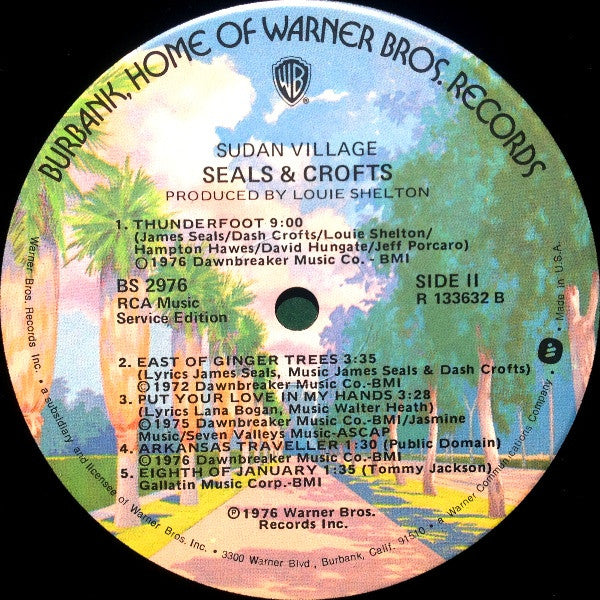 BURBANK, HOME OF WARNER BROS. RECORDS
WB
®
SUDAN VILLAGE
SEALS & CROFTS
PRODUCED BY LOUIE SHELTON
1. THUNDERFOOT 9:00
(James Seals/Dash Crofts/Louie Shelton/
Hampton Hawes/David Hungate/Jeff Porcaro)
©1976 Dawnbreaker Music Co. - BMI
BS 2976
RCA Music
Service Edition
SIDE II
R 133632 B
2. EAST OF GINGER TREES 3:35
(Lyrics James Seals, Music James Seals & Dash Crofts)
©1972 Dawnbreaker Music Co.-BMI
3. PUT YOUR LOVE IN MY HANDS 3:28
(Lyrics Lana Bogan, Music Walter Heath)
©1975 Dawnbreaker Music Co.-BMI/Jasmine
Music/Seven Valleys Music-ASCAP
4. ARKANSAS TRAVELLER 1:30 (Public Domain)
©1976 Dawnbreaker Music Co.-BMI
5. EIGHTH OF JANUARY 1:35 (Tommy Jackson)
Gallatin Music Corp.-BMI
℗1976 Warner Bros.
Records Inc.
Warner Bros. Records Inc. • a subsidiary and licensee of Warner Bros. Inc. • 3300 Warner Blvd., Burbank, Calif. 91510 • a Warner Communications Company •
• Made in U.S.A.